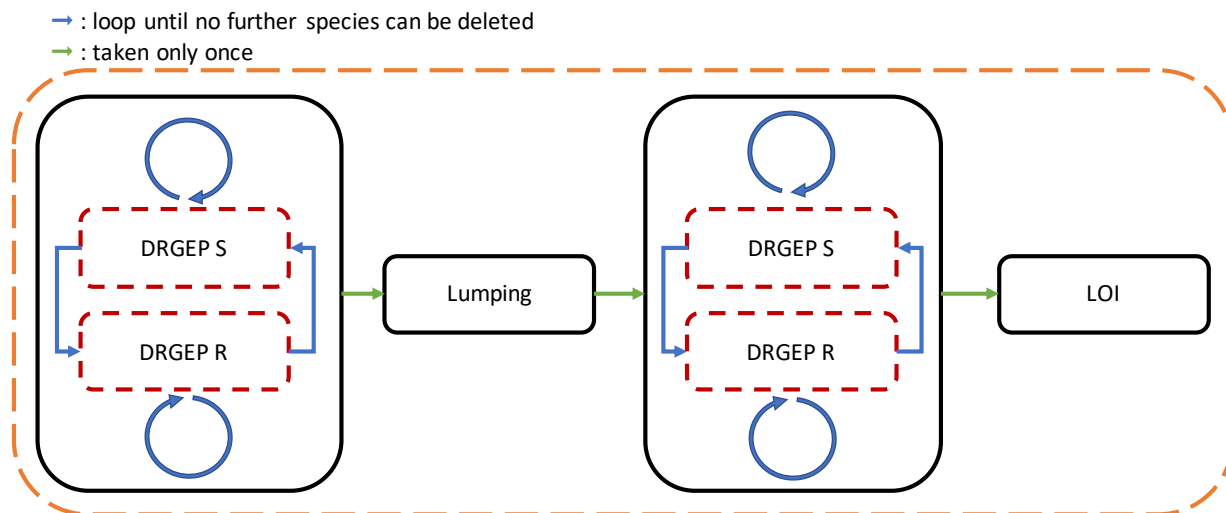 : loop until no further species can be deleted
: taken only once
DRGEP S
DRGEP R
Lumping
DRGEP S
DRGEP R
LOI